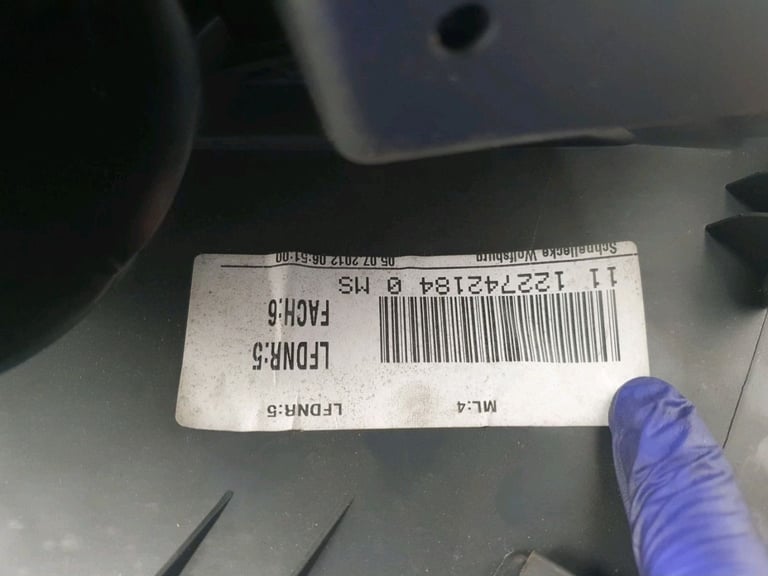 ML:4 LFDNR:5
LFDNR:5
FACH:6
11 122742184 0 MS
Schnellecke Wolfsburg 05.07.2012 06:51:00